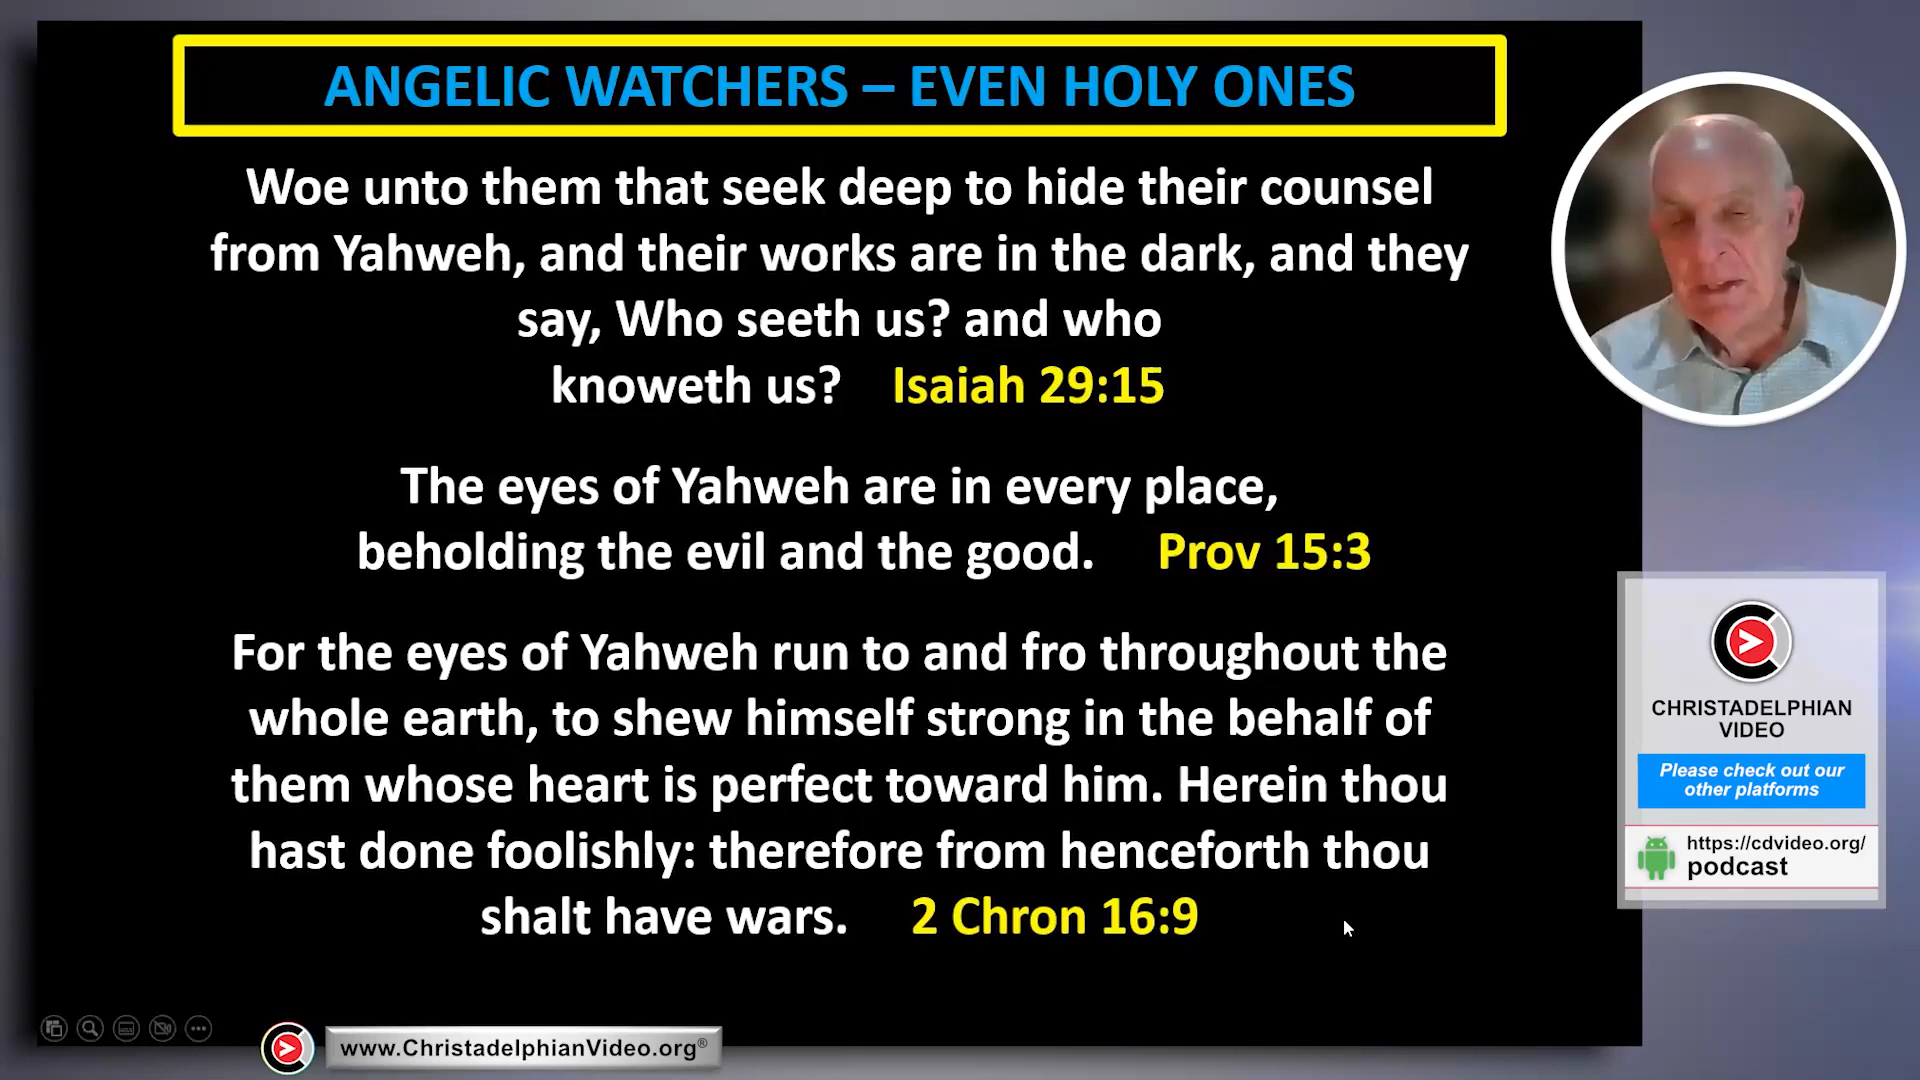 ANGELIC WATCHERS – EVEN HOLY ONES
Woe unto them that seek deep to hide their counsel
from Yahweh, and their works are in the dark, and they
say, Who seeth us? and who
knoweth us? Isaiah 29:15
The eyes of Yahweh are in every place,
beholding the evil and the good. Prov 15:3
For the eyes of Yahweh run to and fro throughout the
whole earth, to shew himself strong in the behalf of
them whose heart is perfect toward him. Herein thou
hast done foolishly: therefore from henceforth thou
shalt have wars. 2 Chron 16:9
CHRISTADELPHIAN
VIDEO
Please check out our
other platforms
https://cdvideo.org/
podcast
www.ChristadelphianVideo.org®